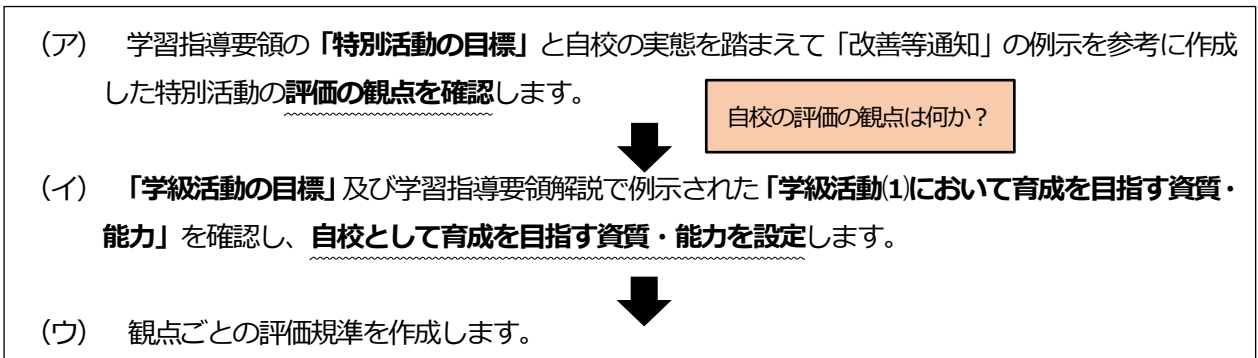 (ア) 学習指導要領の「特別活動の目標」と自校の実態を踏まえて「改善等通知」の例示を参考に作成
した特別活動の評価の観点を確認します。
自校の評価の観点は何か？
(イ) 「学級活動の目標」及び学習指導要領解説で例示された「学級活動⑴において育成を目指す資質・
能力」を確認し、自校として育成を目指す資質・能力を設定します。
(ウ) 観点ごとの評価規準を作成します。